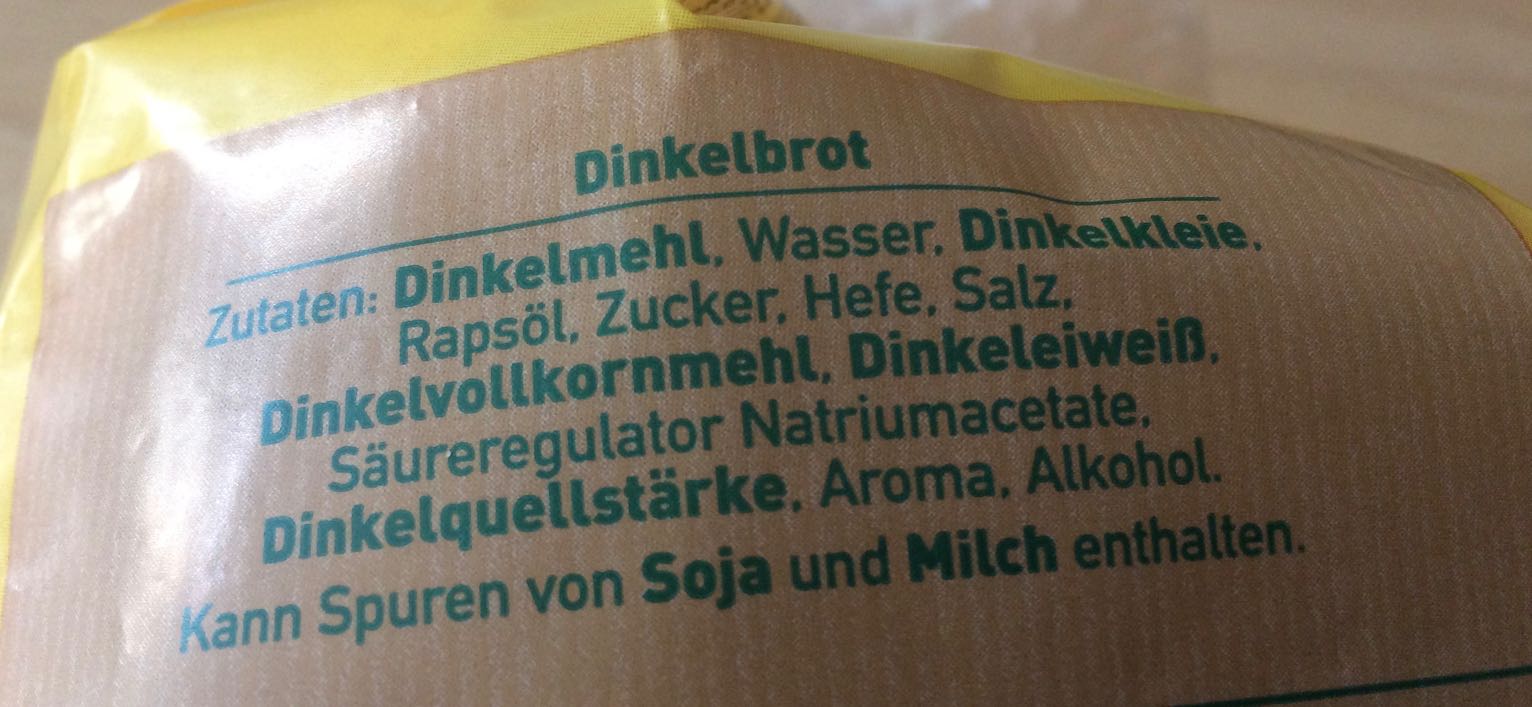 Dinkelbrot
Zutaten: Dinkelmehl, Wasser, Dinkelkleie,
Rapsöl, Zucker, Hefe, Salz,
Dinkelvollkornmehl, Dinkeleiweiß,
Säureregulator Natriumacetate,
Dinkelquellstärke, Aroma, Alkohol.
Kann Spuren von Soja und Milch enthalten.